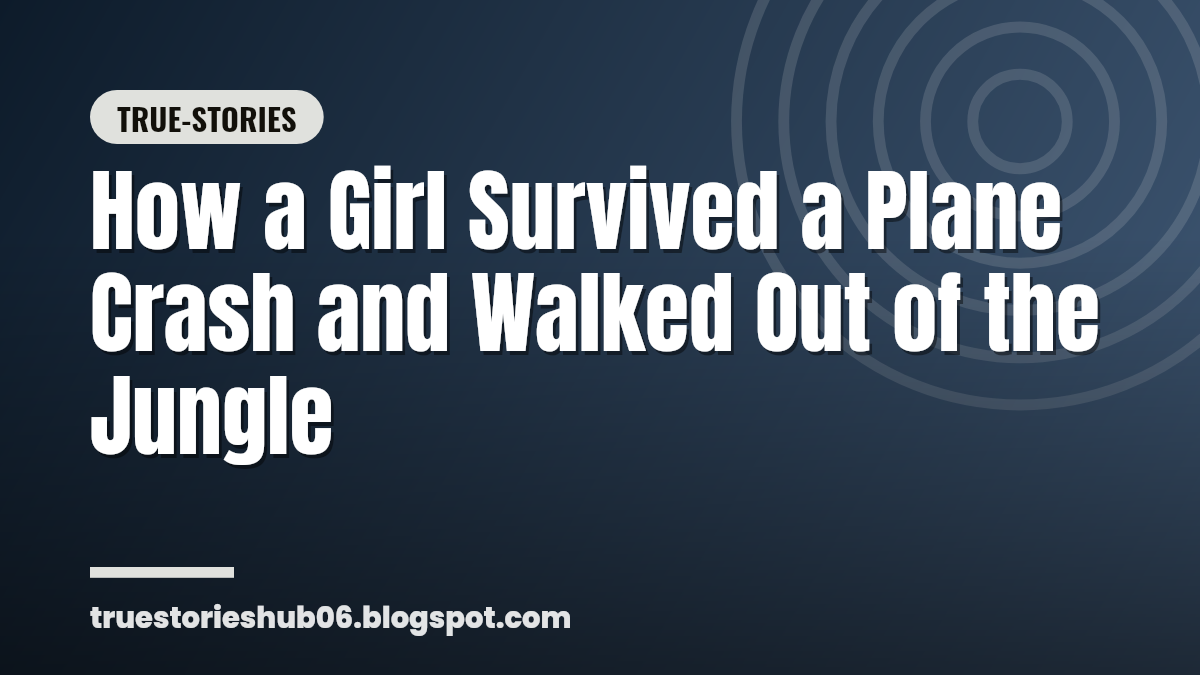 TRUE-STORIES
How a Girl Survived a Plane
Crash and Walked Out of the
Jungle
truestorieshub06.blogspot.com